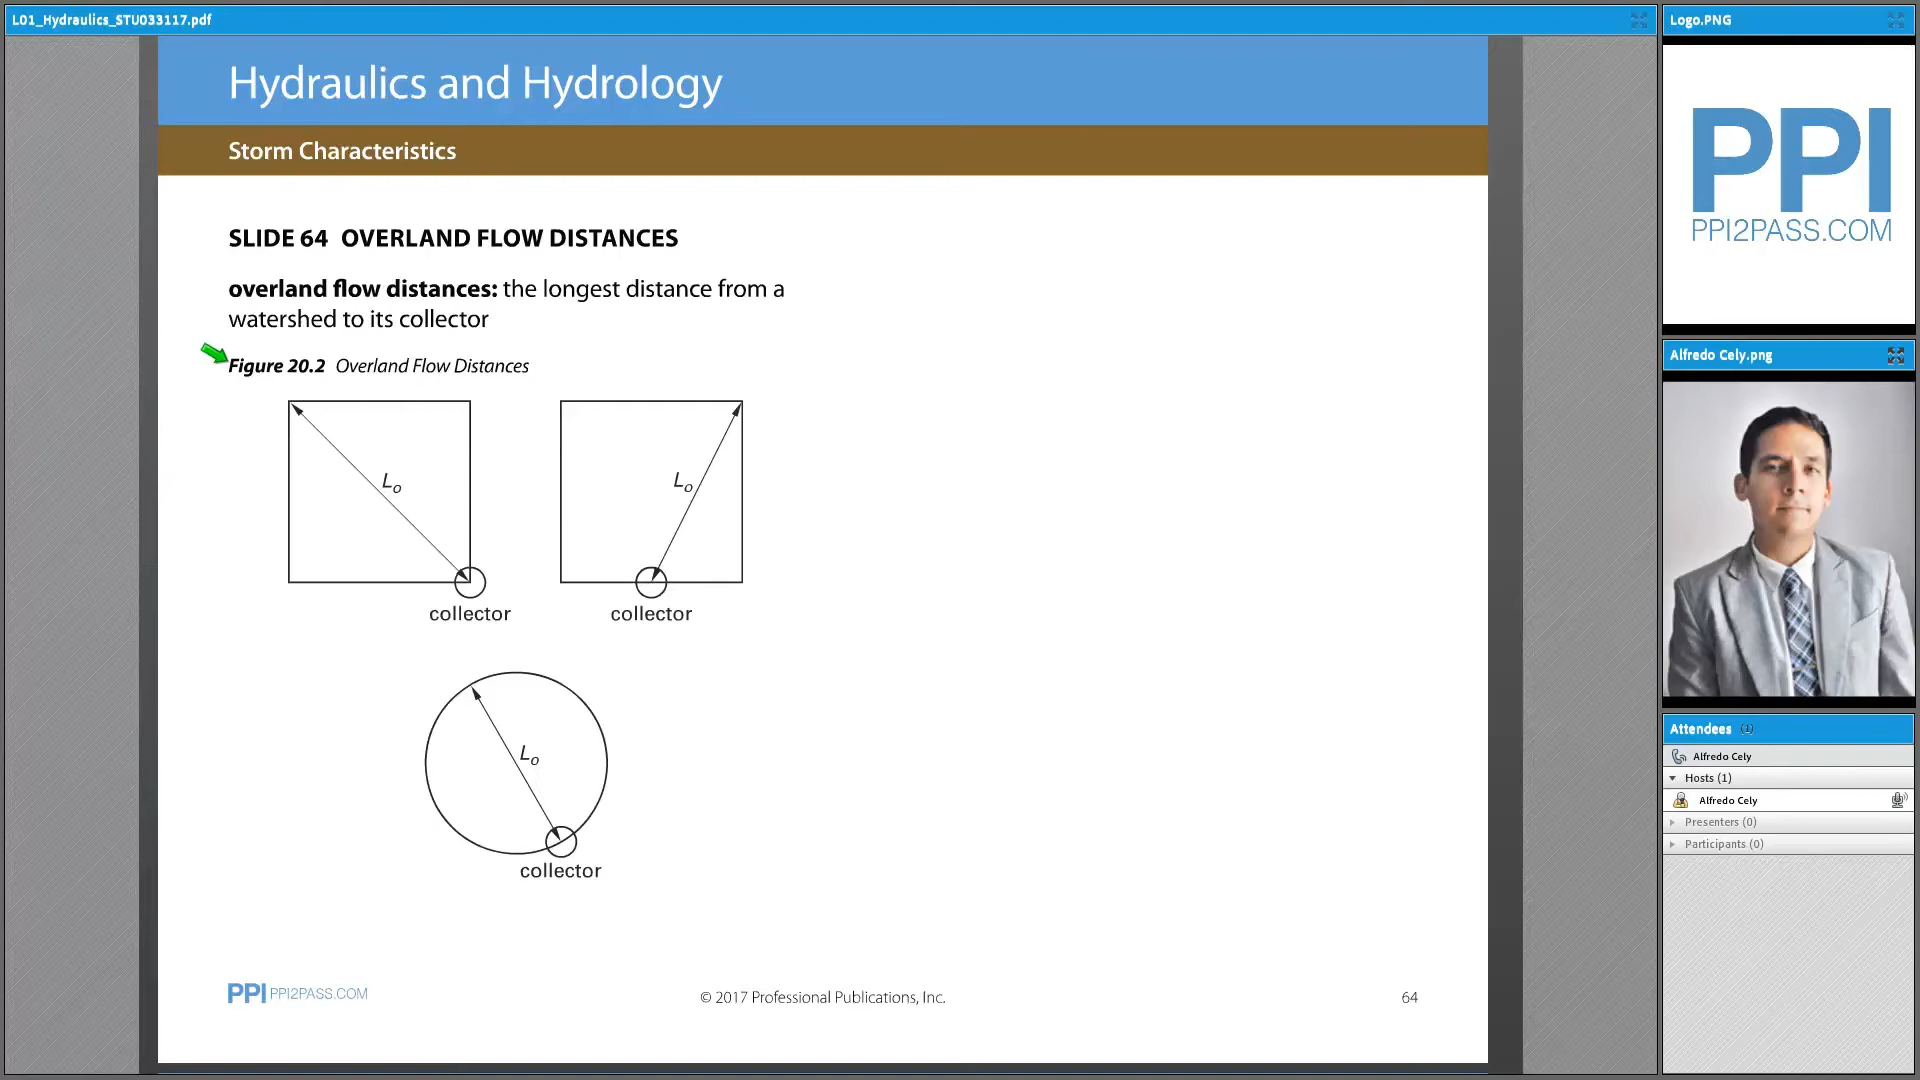 L01_Hydraulics_STU033117.pdf
Hydraulics and Hydrology
Storm Characteristics
SLIDE 64 OVERLAND FLOW DISTANCES
overland flow distances: the longest distance from a
watershed to its collector
Figure 20.2 Overland Flow Distances
Lo
Lo
collector
collector
Lo
collector
PPI PPI2PASS.COM
© 2017 Professional Publications, Inc.
64
Logo.PNG
PPI
PPI2PASS.COM
Alfredo Cely.png
Attendees (1)
Alfredo Cely
Hosts (1)
Alfredo Cely
Presenters (0)
Participants (0)